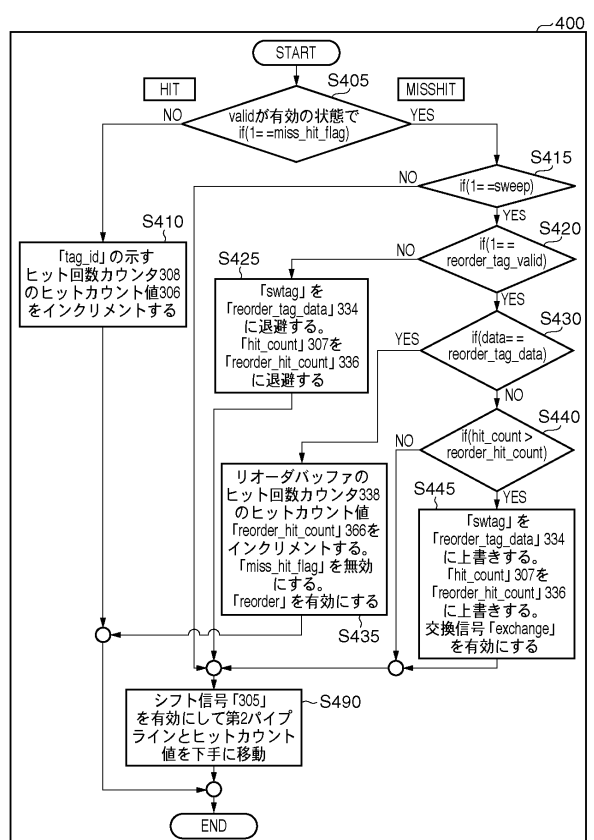 400
START
HIT
S405
MISSHIT
validが有効の状態で
if(1= =miss_hit_flag)
NO
YES
S415
if(1= =sweep)
NO
YES
S410
「tag_id」の示す
ヒット回数カウンタ308
のヒットカウント値306
をインクリメントする
S420
if(1= =
reorder_tag_valid)
NO
YES
S425
「swtag」を
「reorder_tag_data」334
に退避する。
「hit_count」307を
「reorder_hit_count」336
に退避する
S430
if(data= =
reorder_tag_data)
YES
NO
S440
if(hit_count >
reorder_hit_count)
NO
YES
リオーダバッファの
ヒット回数カウンタ338
のヒットカウント値
「reorder_hit_count」366を
インクリメントする。
「miss_hit_flag」を無効
にする。
「reorder」を有効にする
S435
S445
「swtag」を
「reorder_tag_data」334
に上書きする。
「hit_count」307を
「reorder_hit_count」336
に上書きする。
交換信号「exchange」
を有効にする
シフト信号「305」
を有効にして第2パイプ
ラインとヒットカウント
値を下手に移動
S490
END